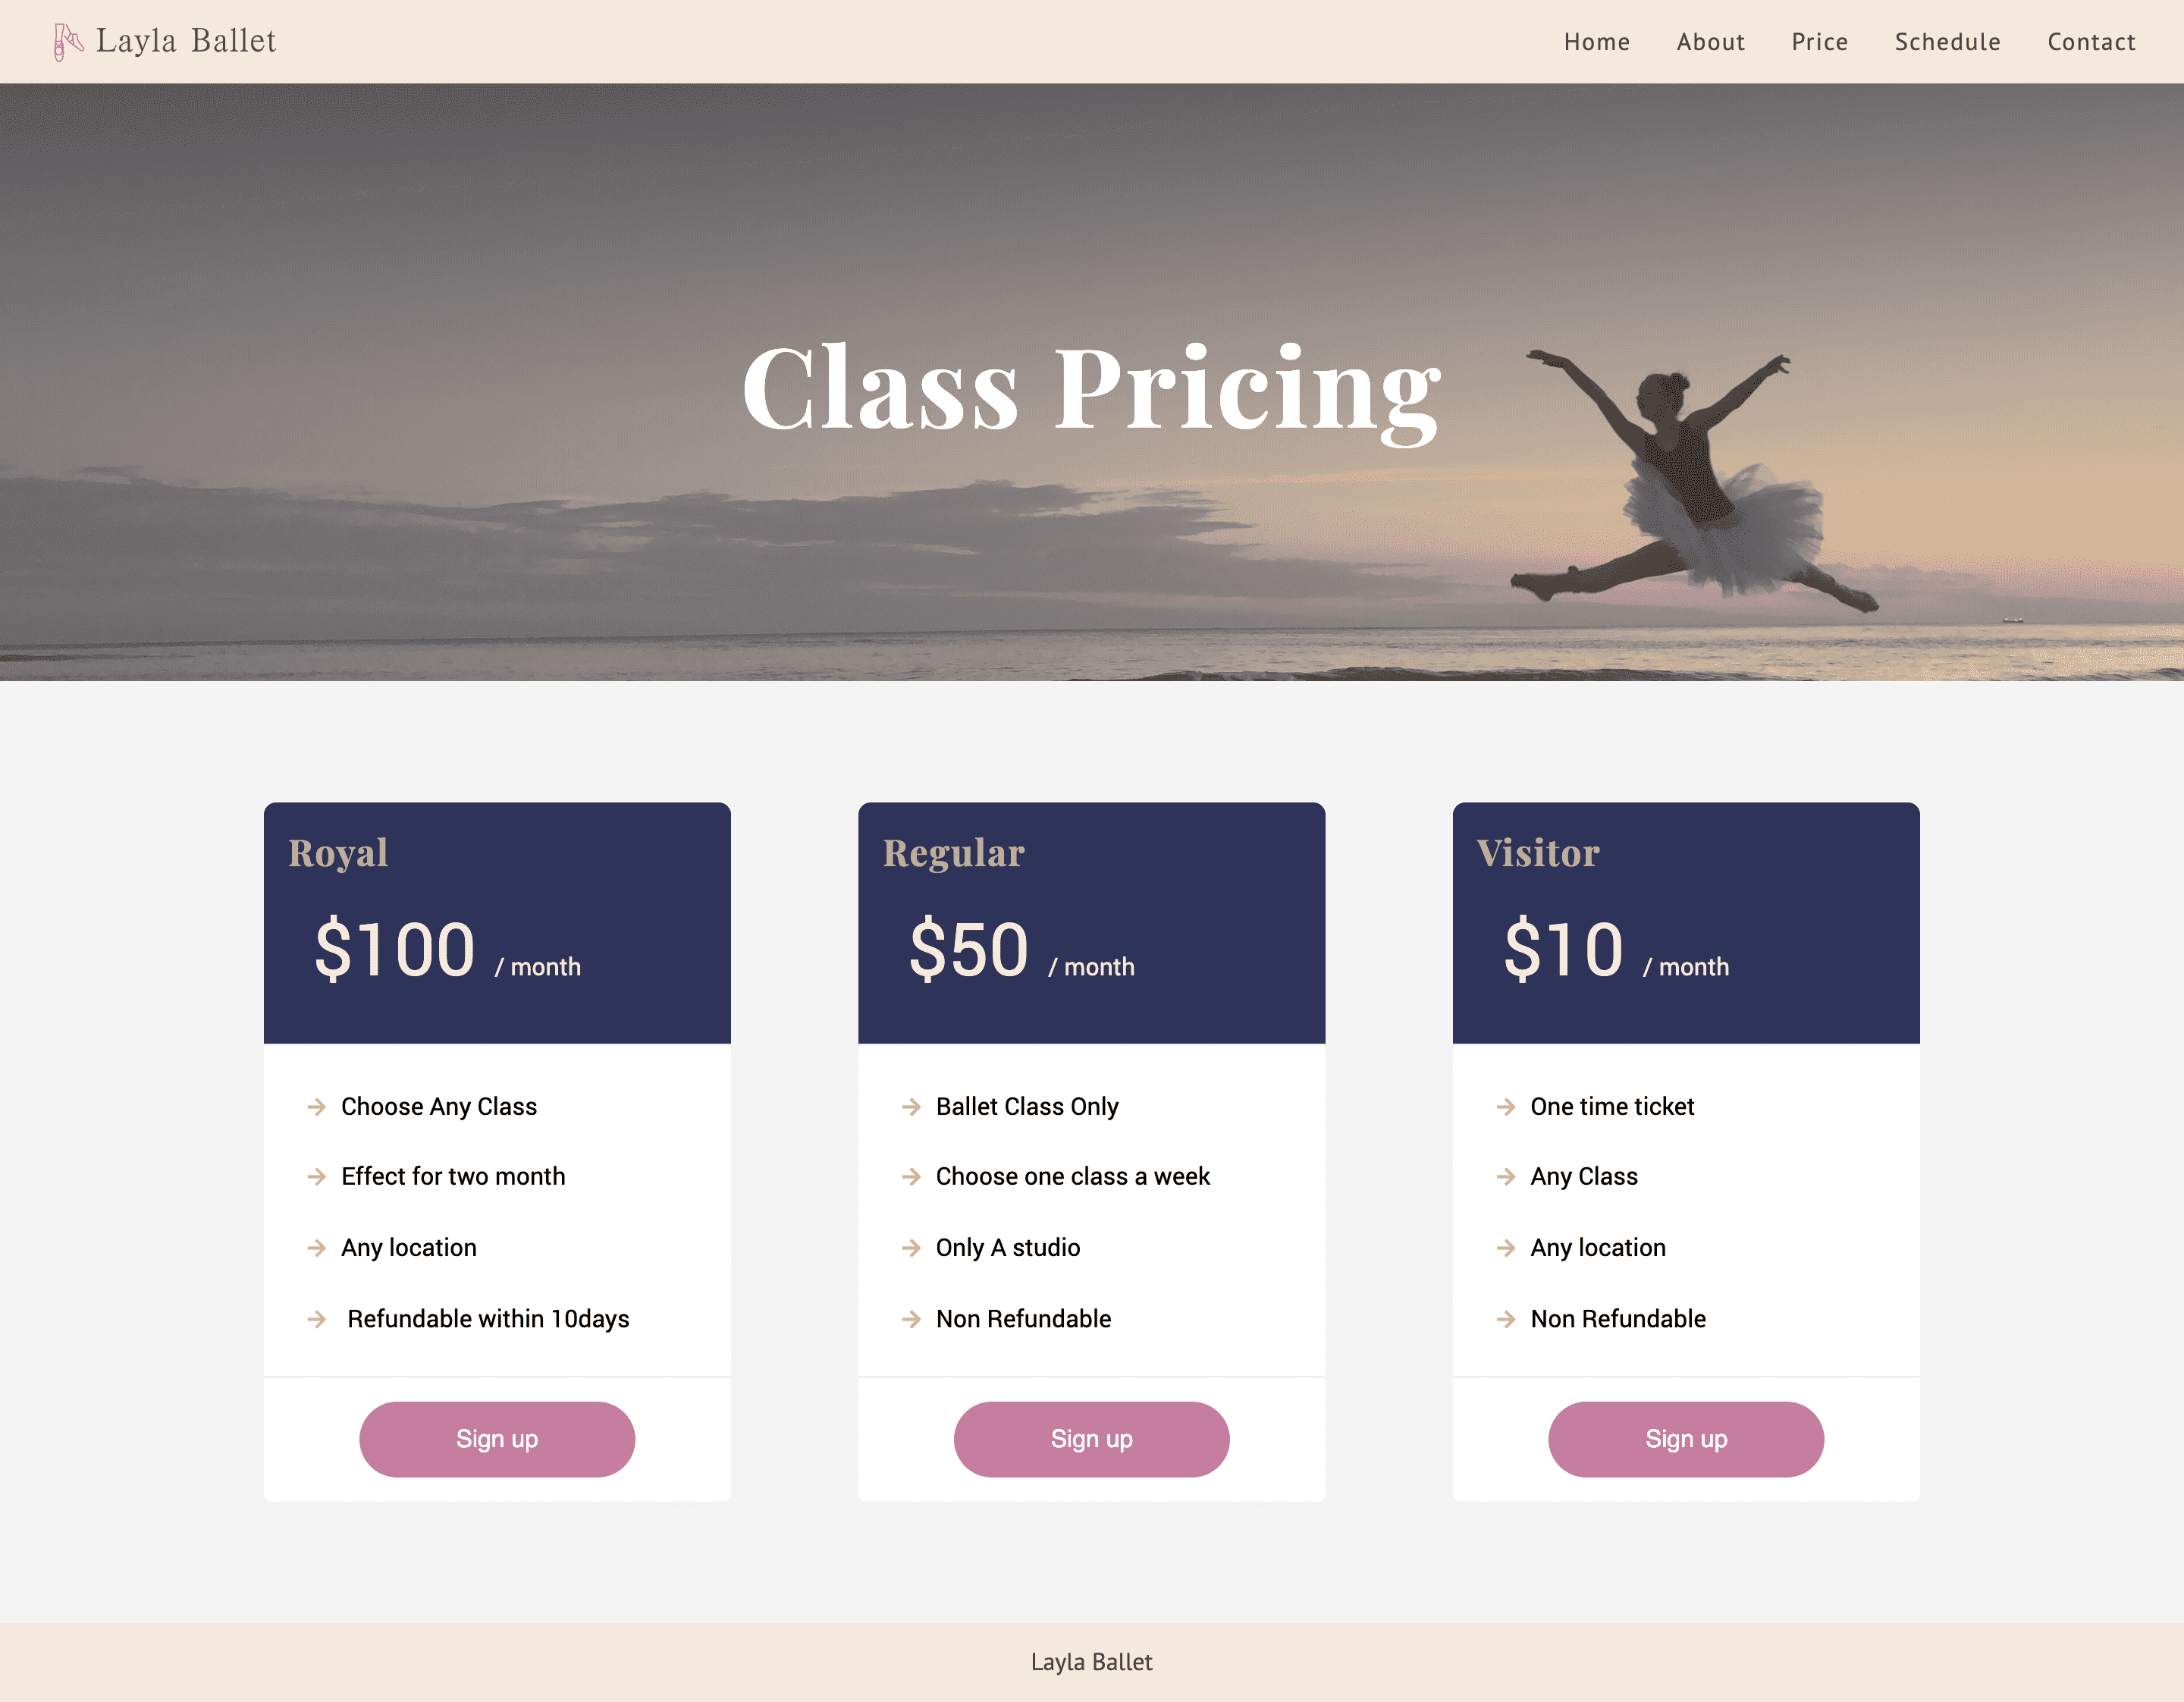 Layla Ballet
Home About Price Schedule Contact
Class Pricing
Royal
$100 / month
Choose Any Class
Effect for two month
Any location
Refundable within 10days
Sign up
Regular
$50 / month
Ballet Class Only
Choose one class a week
Only A studio
Non Refundable
Sign up
Visitor
$10 / month
One time ticket
Any Class
Any location
Non Refundable
Sign up
Layla Ballet